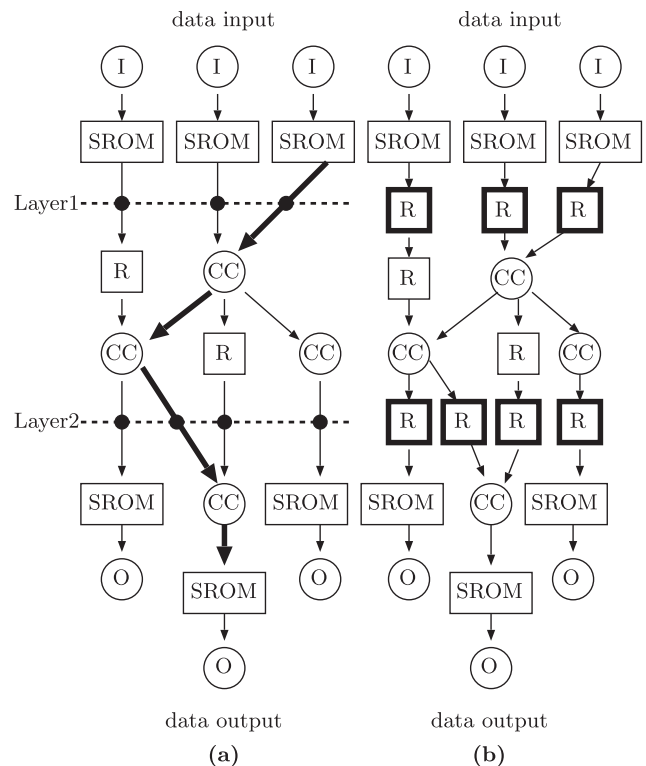 data input data input
I I I I I I
SROM SROM SROM SROM SROM SROM
Layer1
R R R
R CC R CC
CC R CC CC R CC
Layer2
R R R R
SROM CC SROM SROM CC SROM
O SROM O O SROM O
O O
data output data output
(a) (b)